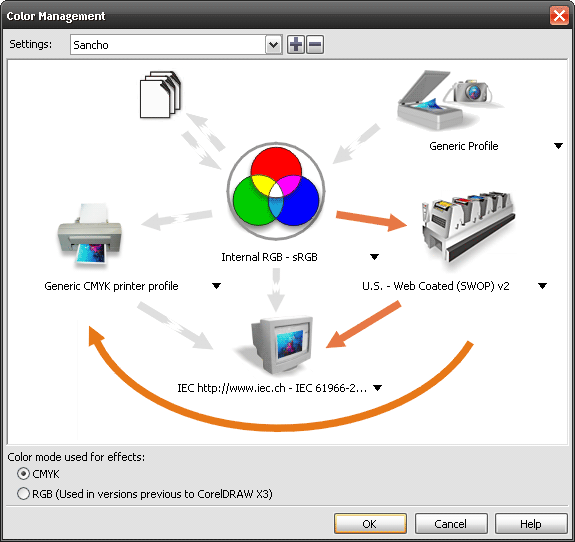 Color Management
Settings: Sancho
Generic Profile
Internal RGB - sRGB
Generic CMYK printer profile
U.S. - Web Coated (SWOP) v2
IEC http://www.iec.ch - IEC 61966-2...
Color mode used for effects:
CMYK
RGB (Used in versions previous to CorelDRAW X3)
OK Cancel Help